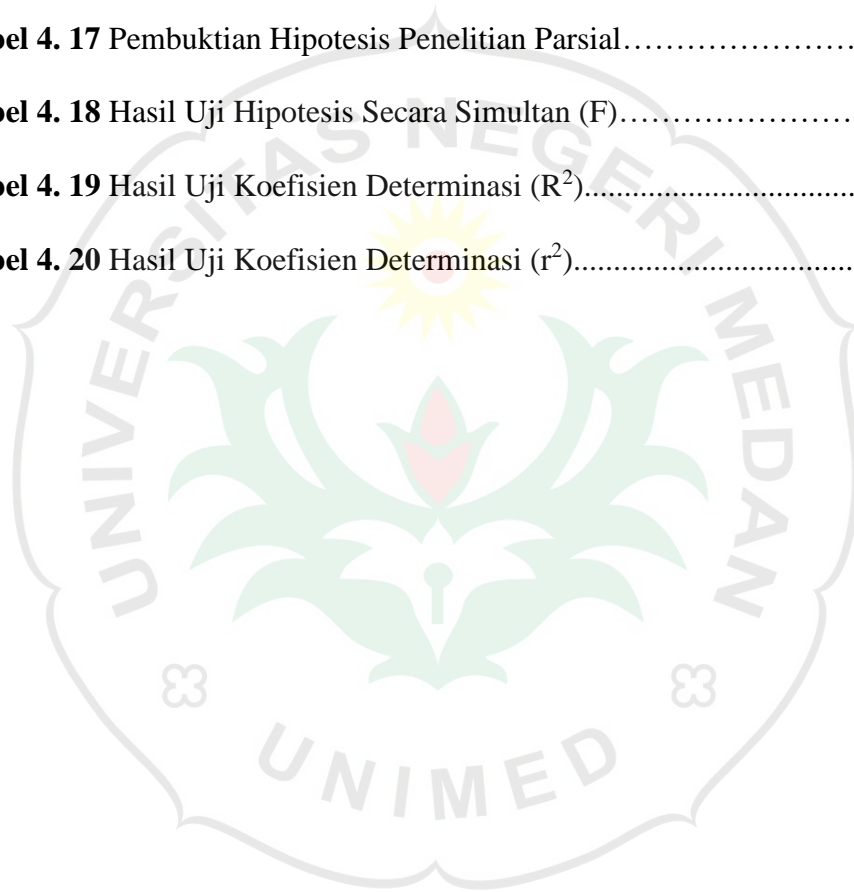 bel 4. 17 Pembuktian Hipotesis Penelitian Parsial……………………
bel 4. 18 Hasil Uji Hipotesis Secara Simultan (F)……………………
bel 4. 19 Hasil Uji Koefisien Determinasi (R²)..................................
bel 4. 20 Hasil Uji Koefisien Determinasi (r²)...................................
UNIVERSITAS NEGERI MEDAN
UNIMED